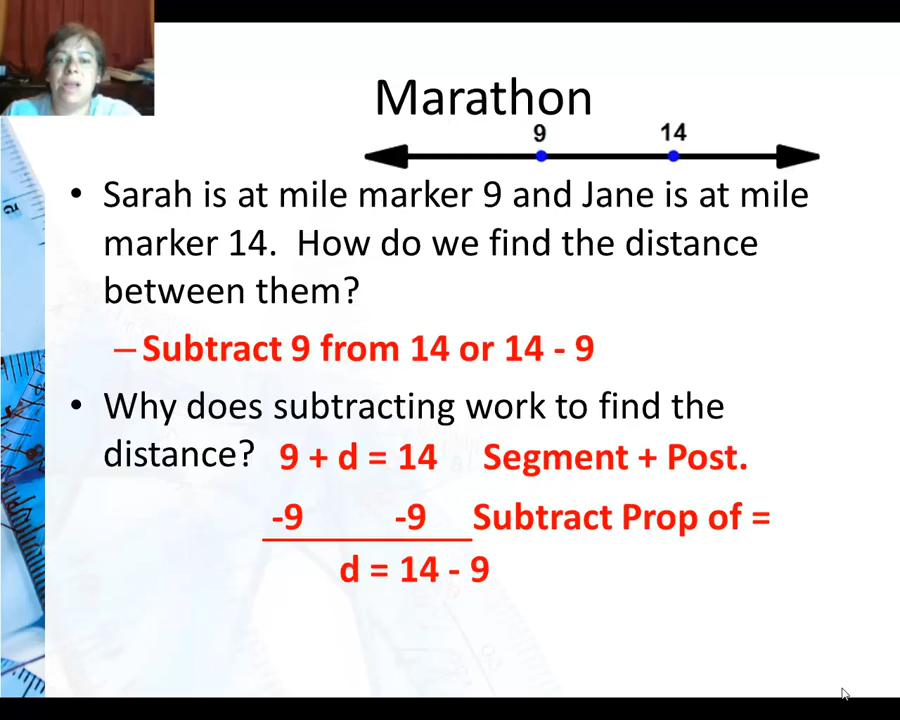 Marathon
9 14
• Sarah is at mile marker 9 and Jane is at mile
marker 14. How do we find the distance
between them?
– Subtract 9 from 14 or 14 - 9
• Why does subtracting work to find the
distance? 9 + d = 14 Segment + Post.
-9 -9 Subtract Prop of =
d = 14 - 9